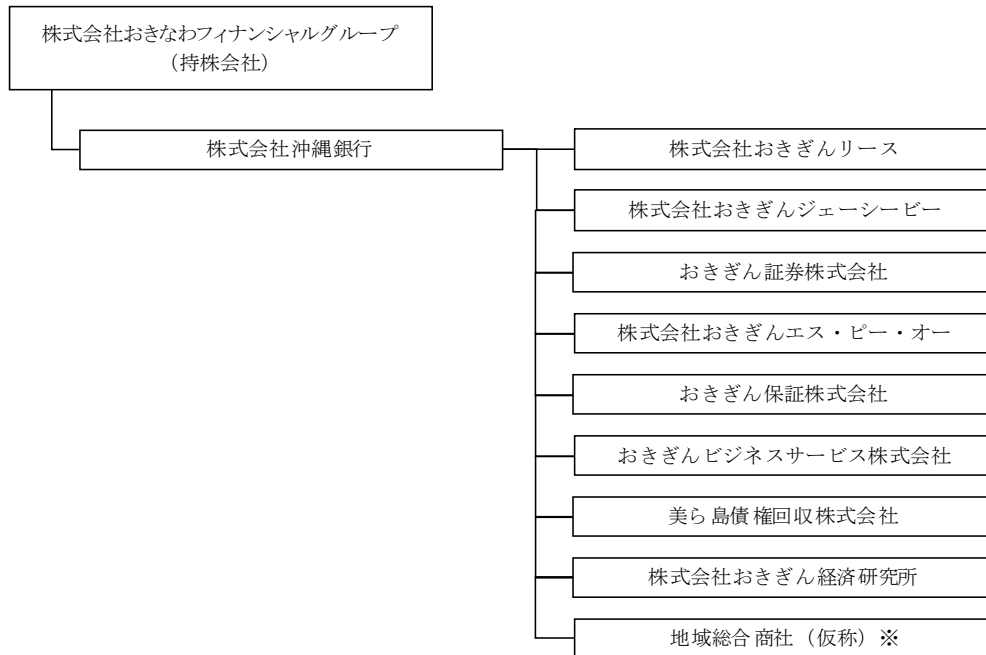 株式会社おきなわフィナンシャルグループ
（持株会社）
株式会社沖縄銀行
株式会社おきぎんリース
株式会社おきぎんジェーシービー
おきぎん証券株式会社
株式会社おきぎんエス・ピー・オー
おきぎん保証株式会社
おきぎんビジネスサービス株式会社
美ら島債権回収株式会社
株式会社おきぎん経済研究所
地域総合商社（仮称）※